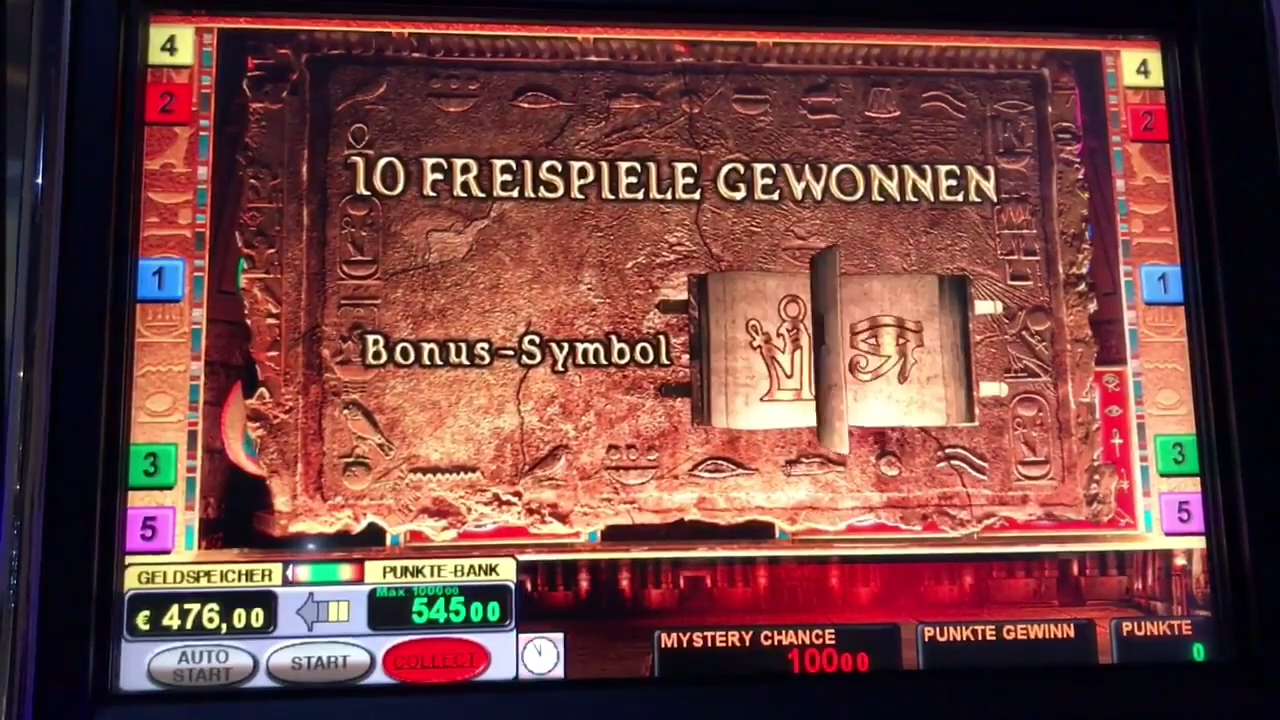 4
4
2
2
10 FREISPIELE GEWONNEN
1
1
Bonus-Symbol
3
3
5
5
GELDSPEICHER
PUNKTE-BANK
€ 476,00
Max. 100000
54500
AUTO START
START
COLLECT
MYSTERY CHANCE
10000
PUNKTE GEWINN
PUNKTE
0